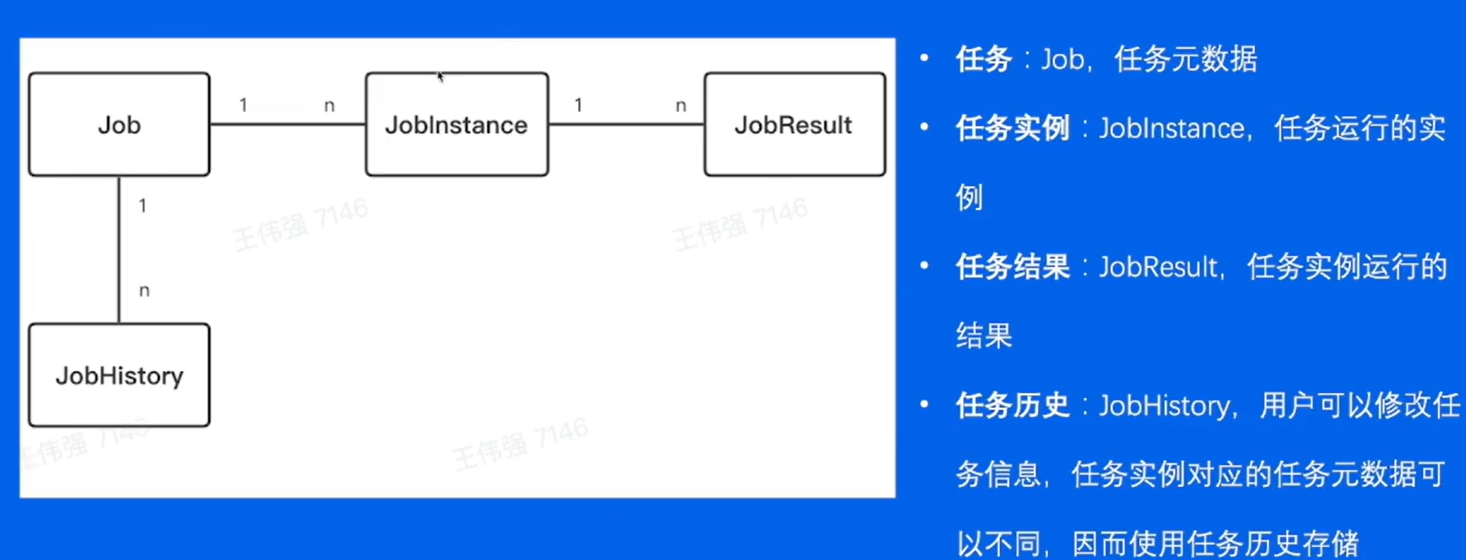 Job
1
n
JobInstance
1
n
JobResult
1
n
JobHistory
王伟强 7146
王伟强 7146
王伟强 7146
王伟强 7146
• 任务：Job，任务元数据
• 任务实例：JobInstance，任务运行的实
例
• 任务结果：JobResult，任务实例运行的
结果
• 任务历史：JobHistory，用户可以修改任
务信息，任务实例对应的任务元数据可
以不同，因而使用任务历史存储